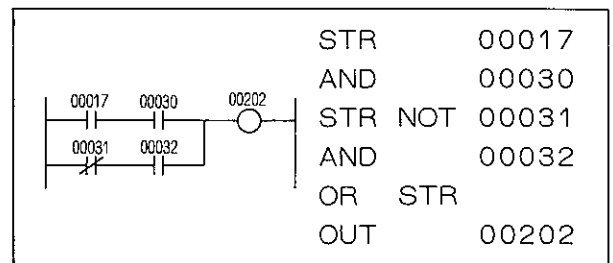 00017 00030 00202
00031 00032
STR 00017
AND 00030
STR NOT 00031
AND 00032
OR STR
OUT 00202